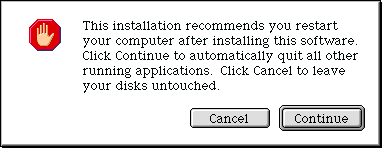 This installation recommends you restart
your computer after installing this software.
Click Continue to automatically quit all other
running applications.  Click Cancel to leave
your disks untouched.
Cancel
Continue